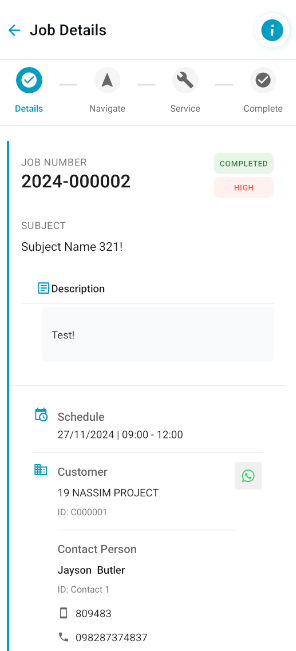 Job Details
Details
Navigate
Service
Complete
JOB NUMBER
COMPLETED
2024-000002
HIGH
SUBJECT
Subject Name 321!
Description
Test!
Schedule
27/11/2024 | 09:00 - 12:00
Customer
19 NASSIM PROJECT
ID: C000001
Contact Person
Jayson Butler
ID: Contact 1
809483
098287374837